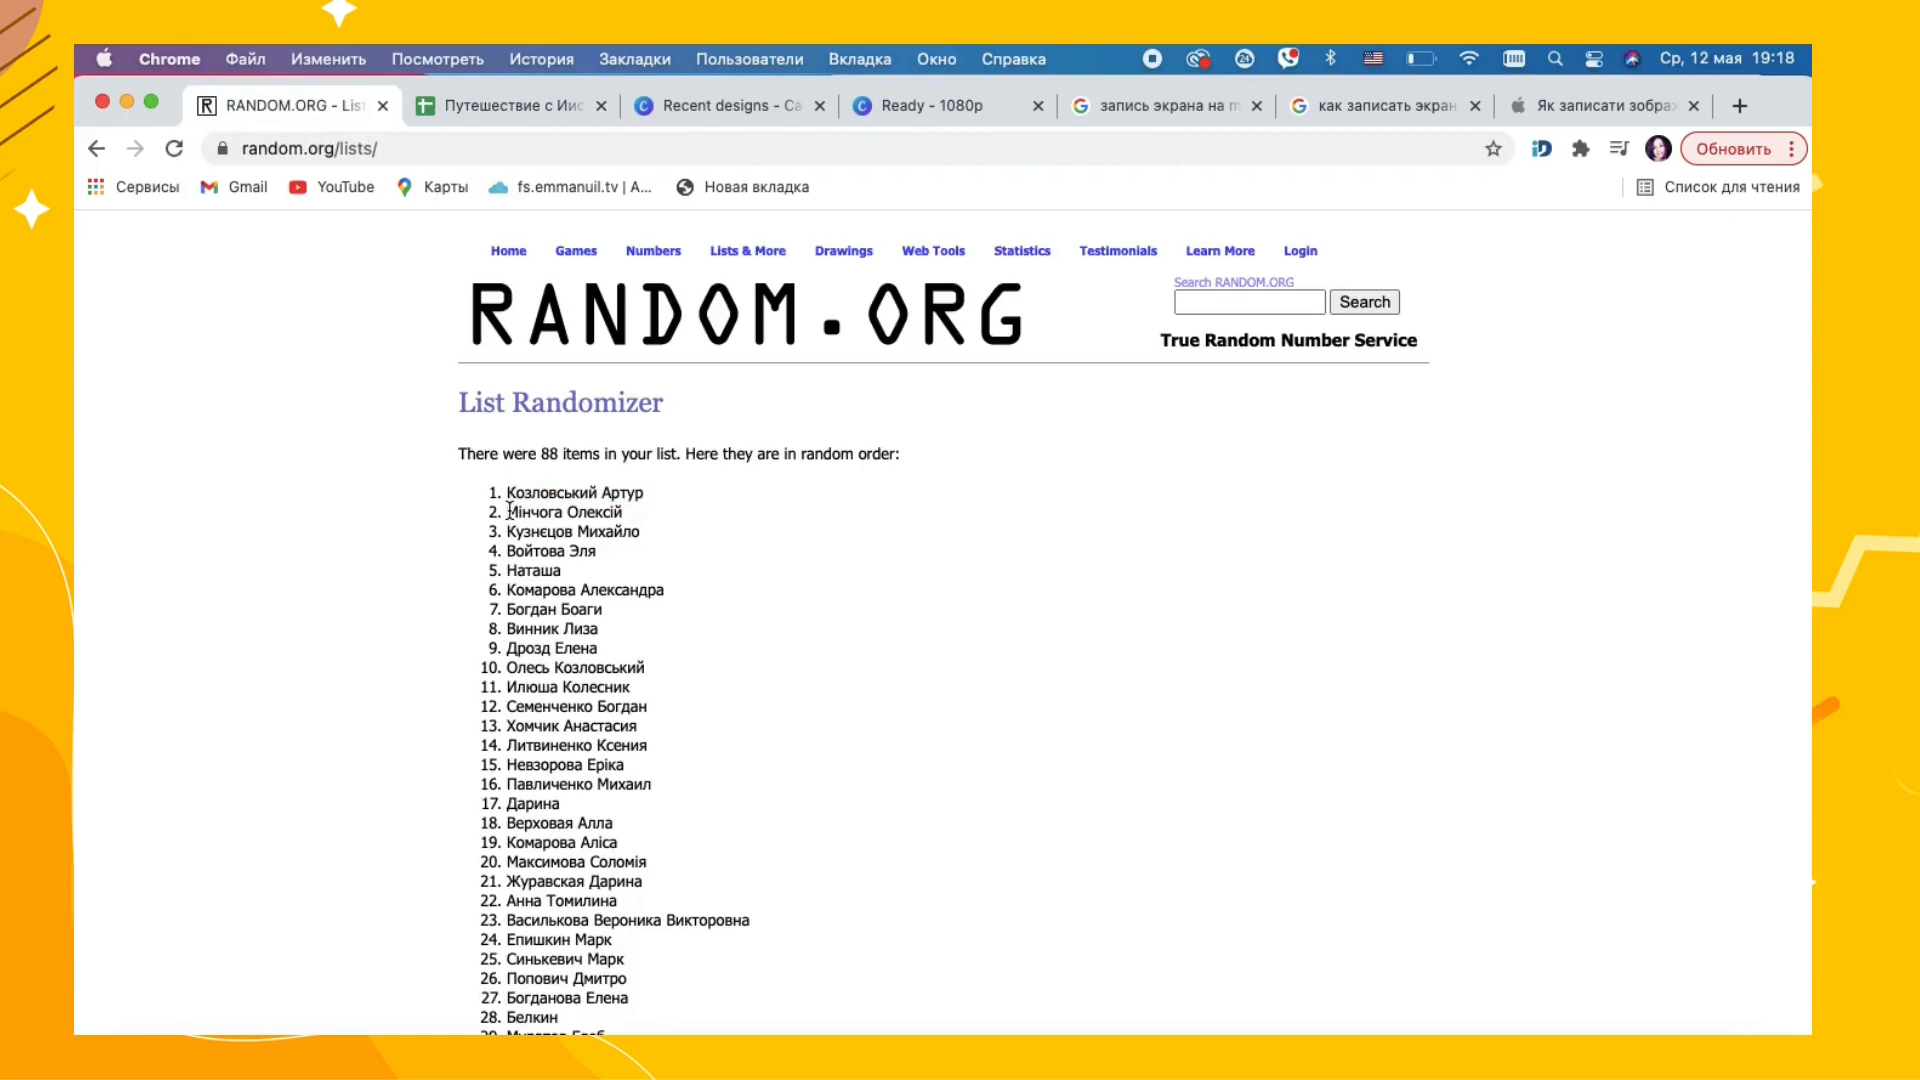 Chrome Файл Изменить Посмотреть История Закладки Пользователи Вкладка Окно Справка 24 Ср, 12 мая 19:18
RANDOM.ORG - List Путешествие с Иис Recent designs - Ca Ready - 1080p запись экрана на m как записать экран Як записати зображ
random.org/lists/ Обновить
Сервисы Gmail YouTube Карты fs.emmanuil.tv | A... Новая вкладка Список для чтения
Home Games Numbers Lists & More Drawings Web Tools Statistics Testimonials Learn More Login
Search RANDOM.ORG
RANDOM.ORG
Search
True Random Number Service
List Randomizer
There were 88 items in your list. Here they are in random order:
1. Козловський Артур
2. Мінчога Олексій
3. Кузнєцов Михайло
4. Войтова Эля
5. Наташа
6. Комарова Александра
7. Богдан Боаги
8. Винник Лиза
9. Дрозд Елена
10. Олесь Козловський
11. Илюша Колесник
12. Семенченко Богдан
13. Хомчик Анастасия
14. Литвиненко Ксения
15. Невзорова Еріка
16. Павличенко Михаил
17. Дарина
18. Верховая Алла
19. Комарова Аліса
20. Максимова Соломія
21. Журавская Дарина
22. Анна Томилина
23. Василькова Вероника Викторовна
24. Епишкин Марк
25. Синькевич Марк
26. Попович Дмитро
27. Богданова Елена
28. Белкин